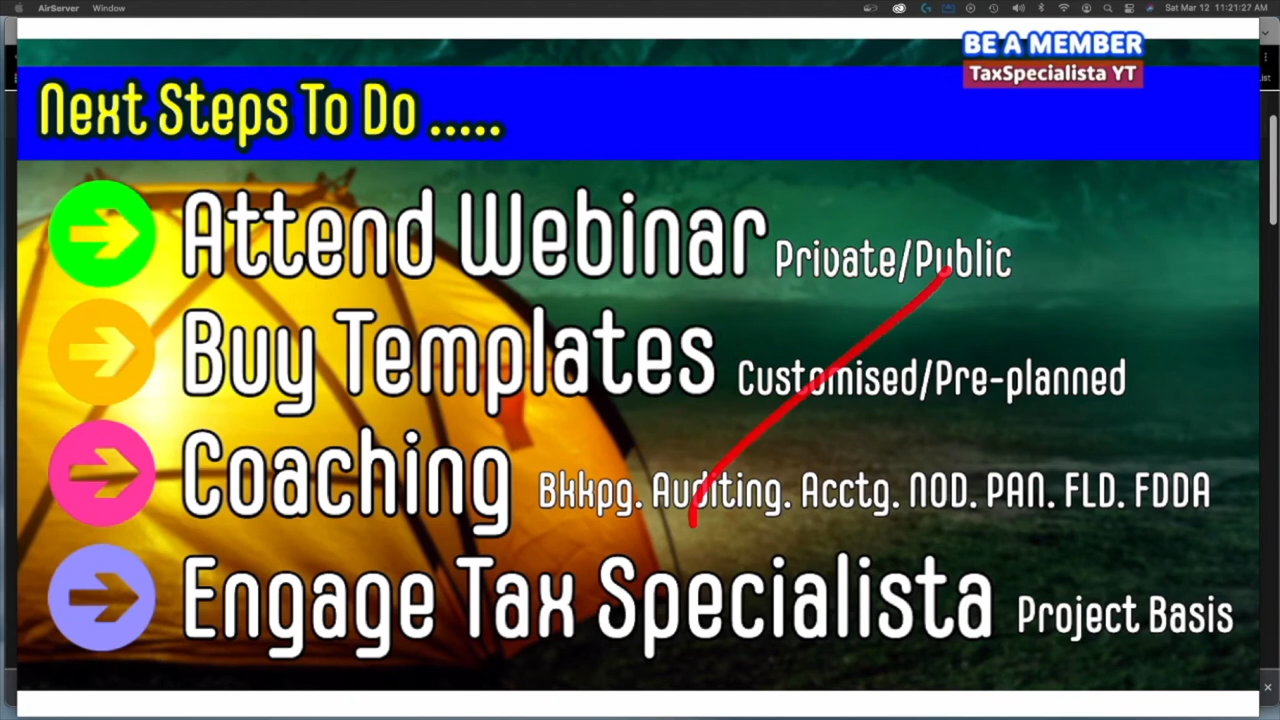 AirServer Window
Sat Mar 12 11:21:27 AM
BE A MEMBER
TaxSpecialista YT
Next Steps To Do .....
Attend Webinar Private/Public
Buy Templates Customised/Pre-planned
Coaching Bkkpg. Auditing. Acctg. NOD. PAN. FLD. FDDA
Engage Tax Specialista Project Basis